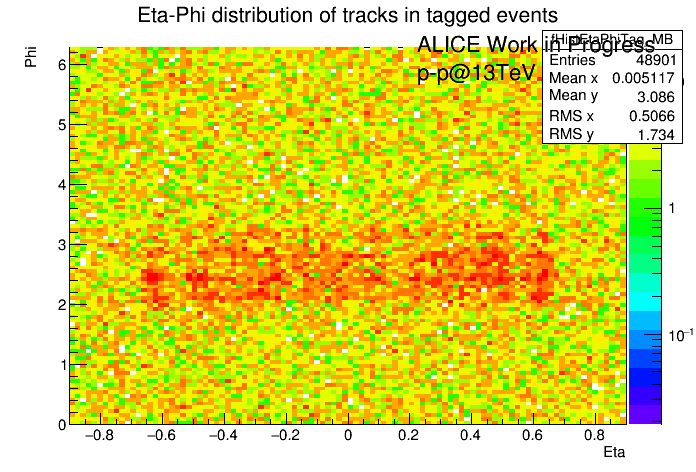 Eta-Phi distribution of tracks in tagged events
ALICE Work in Progress
p-p@13TeV
fHistEtaPhiTag_MB
Entries 48901
Mean x 0.005117
Mean y 3.086
RMS x 0.5066
RMS y 1.734
Phi
6
5
4
3
2
1
0
−0.8 −0.6 −0.4 −0.2 0 0.2 0.4 0.6 0.8
Eta
1
10−1